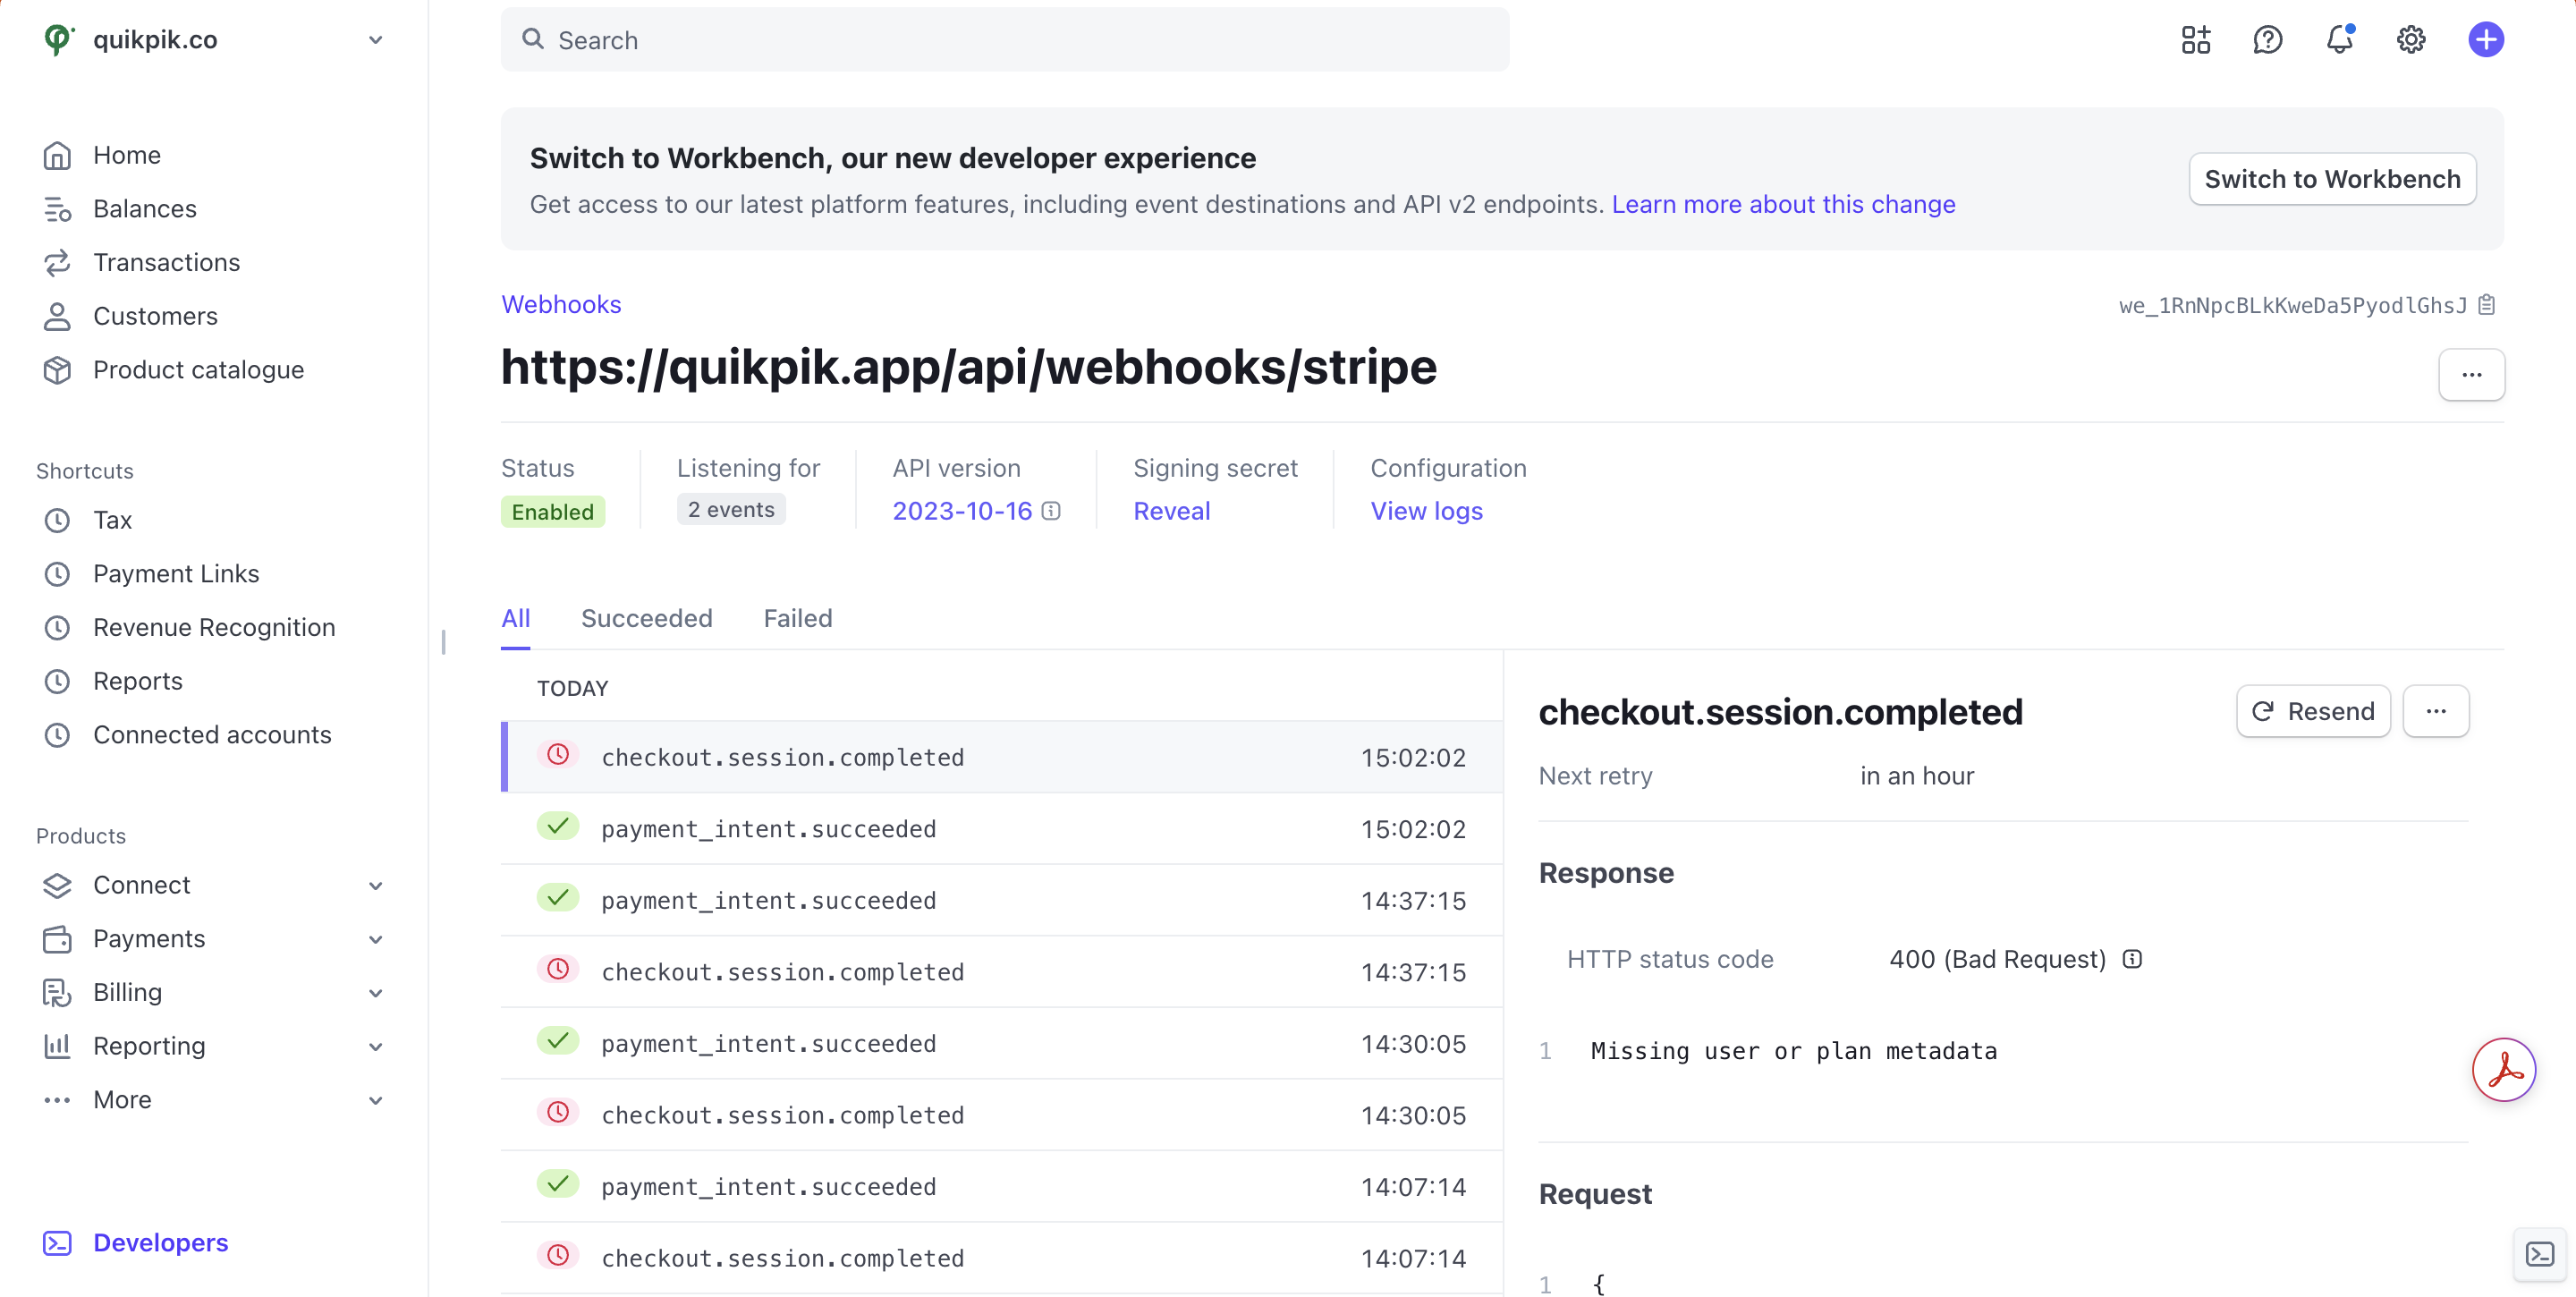 quikpik.co
Search
Home
Balances
Transactions
Customers
Product catalogue
Shortcuts
Tax
Payment Links
Revenue Recognition
Reports
Connected accounts
Products
Connect
Payments
Billing
Reporting
More
Developers
Switch to Workbench, our new developer experience
Get access to our latest platform features, including event destinations and API v2 endpoints. Learn more about this change
Switch to Workbench
Webhooks
we_1RnNpcBLkKweDa5PyodlGhsJ
https://quikpik.app/api/webhooks/stripe
Status
Enabled
Listening for
2 events
API version
2023-10-16
Signing secret
Reveal
Configuration
View logs
All Succeeded Failed
TODAY
checkout.session.completed 15:02:02
payment_intent.succeeded 15:02:02
payment_intent.succeeded 14:37:15
checkout.session.completed 14:37:15
payment_intent.succeeded 14:30:05
checkout.session.completed 14:30:05
payment_intent.succeeded 14:07:14
checkout.session.completed 14:07:14
checkout.session.completed
Resend
Next retry in an hour
Response
HTTP status code 400 (Bad Request)
1 Missing user or plan metadata
Request
1 {